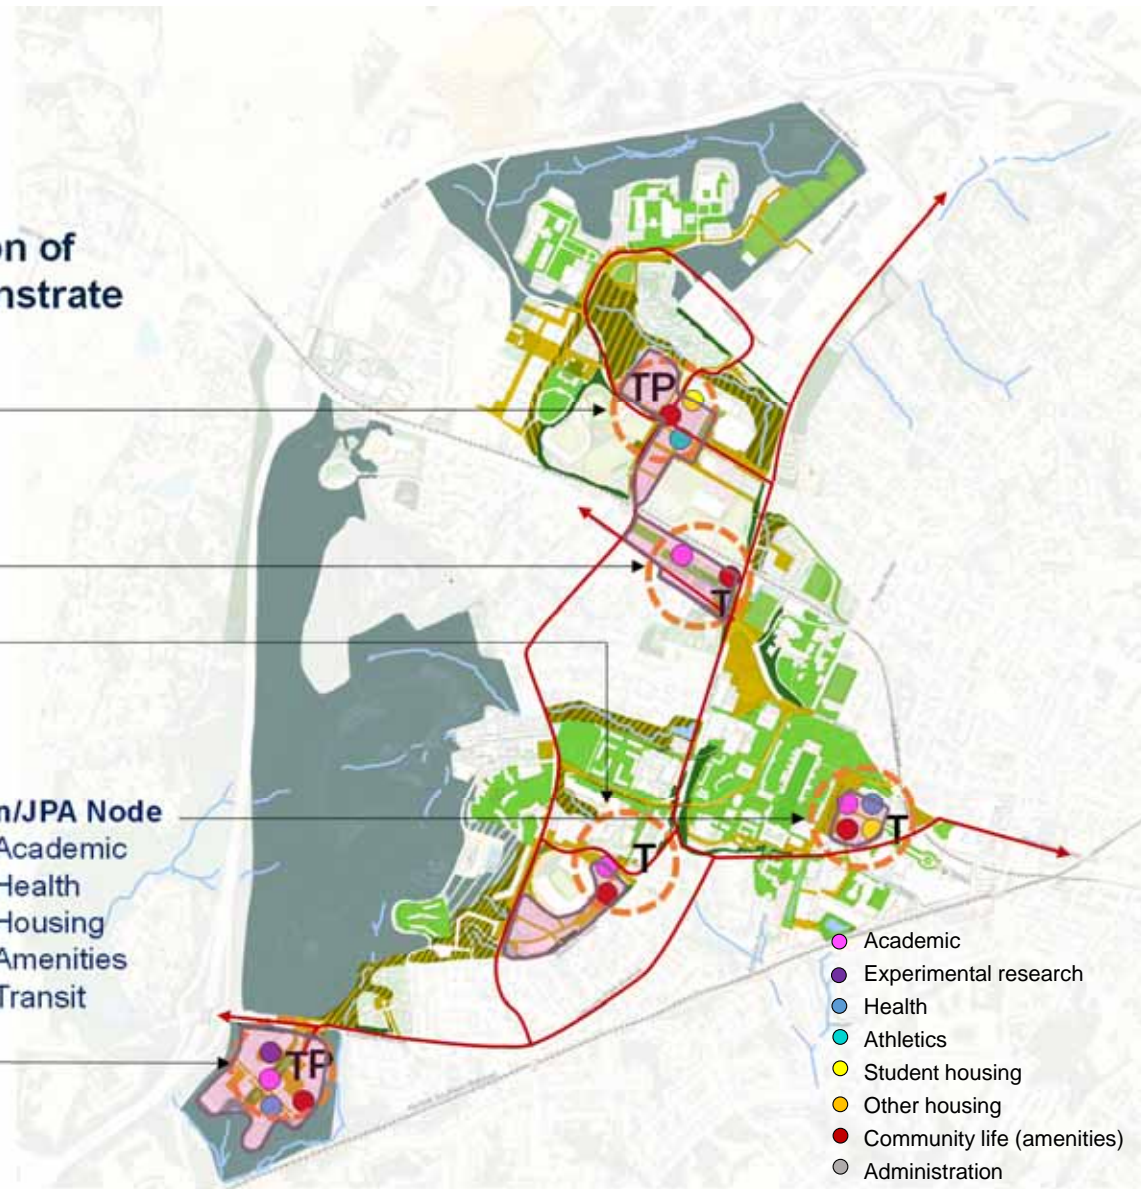 on of
nstrate
TP
T
n/JPA Node
Academic
Health
Housing
Amenities
Transit
T
T
TP
Academic
Experimental research
Health
Athletics
Student housing
Other housing
Community life (amenities)
Administration